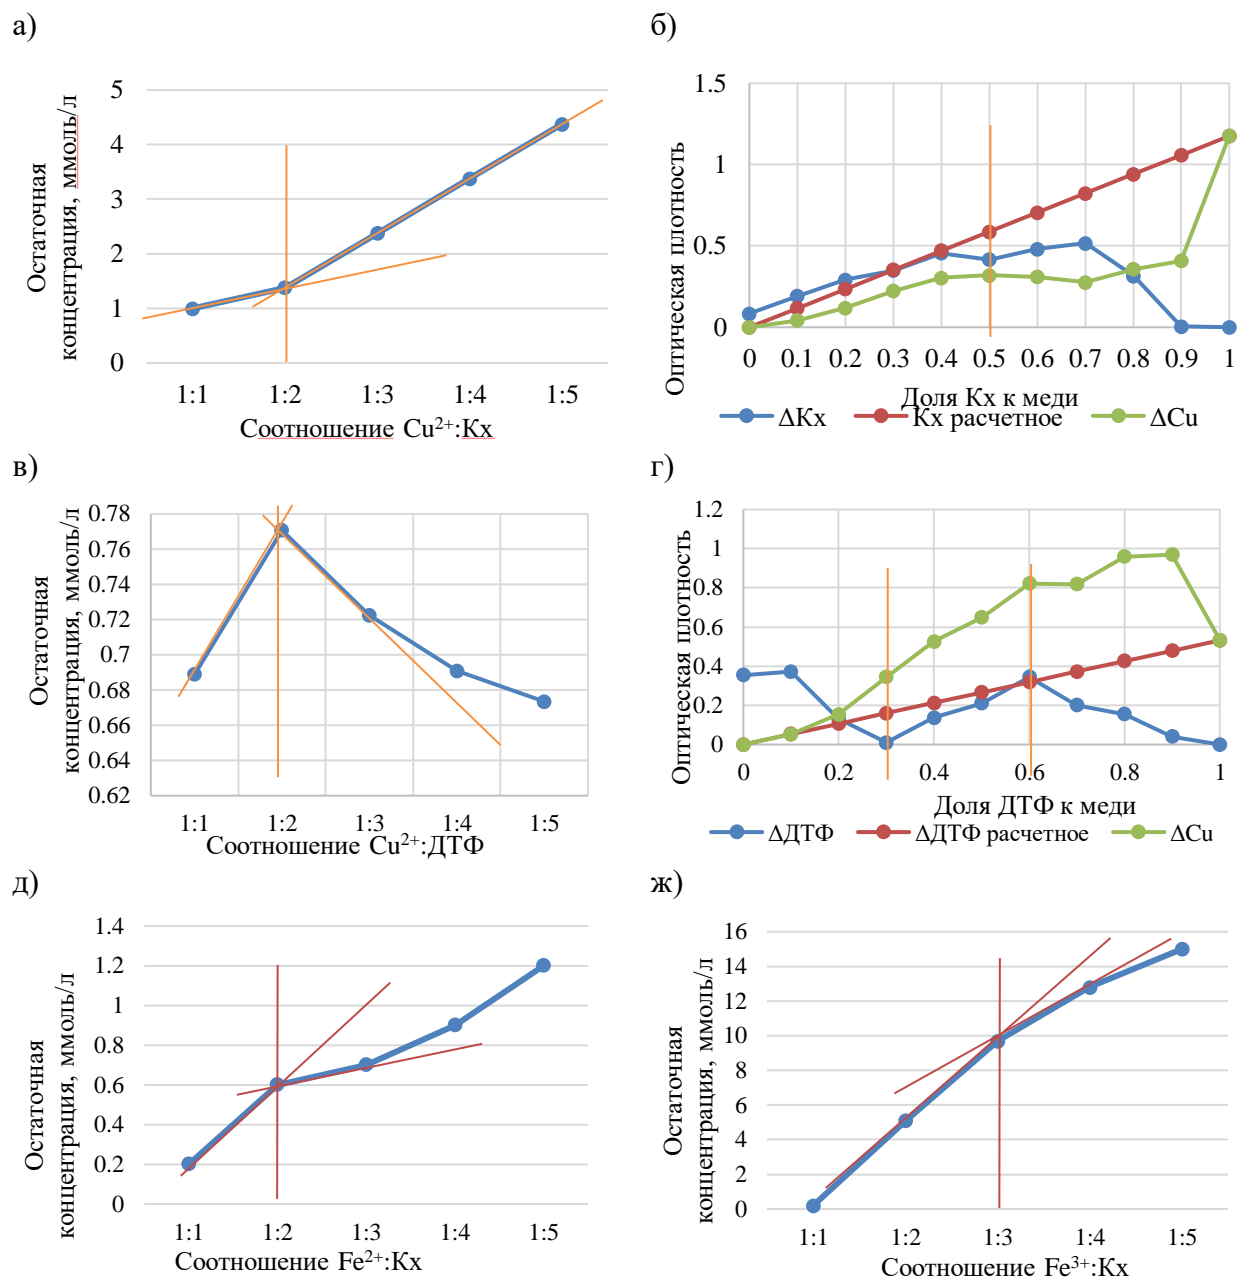 а)
Остаточная
концентрация, ммоль/л
5
4
3
2
1
0
1:1 1:2 1:3 1:4 1:5
Соотношение Cu²⁺:Кх
б)
Оптическая плотность
1.5
1
0.5
0
0 0.1 0.2 0.3 0.4 0.5 0.6 0.7 0.8 0.9 1
Доля Кх к меди
ΔКх Кх расчетное ΔCu
в)
Остаточная
концентрация, ммоль/л
0.78
0.76
0.74
0.72
0.7
0.68
0.66
0.64
0.62
1:1 1:2 1:3 1:4 1:5
Соотношение Cu²⁺:ДТФ
г)
Оптическая плотность
1.2
1
0.8
0.6
0.4
0.2
0
0 0.2 0.4 0.6 0.8 1
Доля ДТФ к меди
ΔДТФ ΔДТФ расчетное ΔCu
д)
Остаточная
концентрация, ммоль/л
1.4
1.2
1
0.8
0.6
0.4
0.2
0
1:1 1:2 1:3 1:4 1:5
Соотношение Fe²⁺:Кх
ж)
Остаточная
концентрация, ммоль/л
16
14
12
10
8
6
4
2
0
1:1 1:2 1:3 1:4 1:5
Соотношение Fe³⁺:Кх